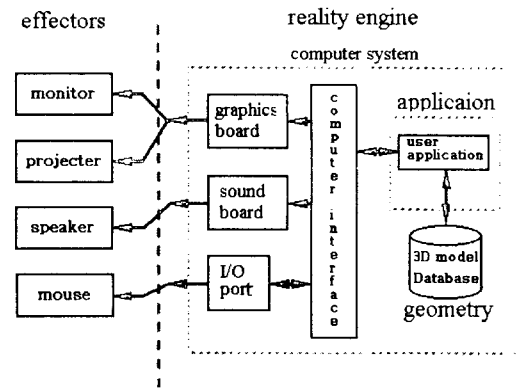 effectors
reality engine
computer system
monitor
projecter
speaker
mouse
graphics
board
sound
board
I/O
port
computer interface
applicaion
user
application
3D model
Database
geometry